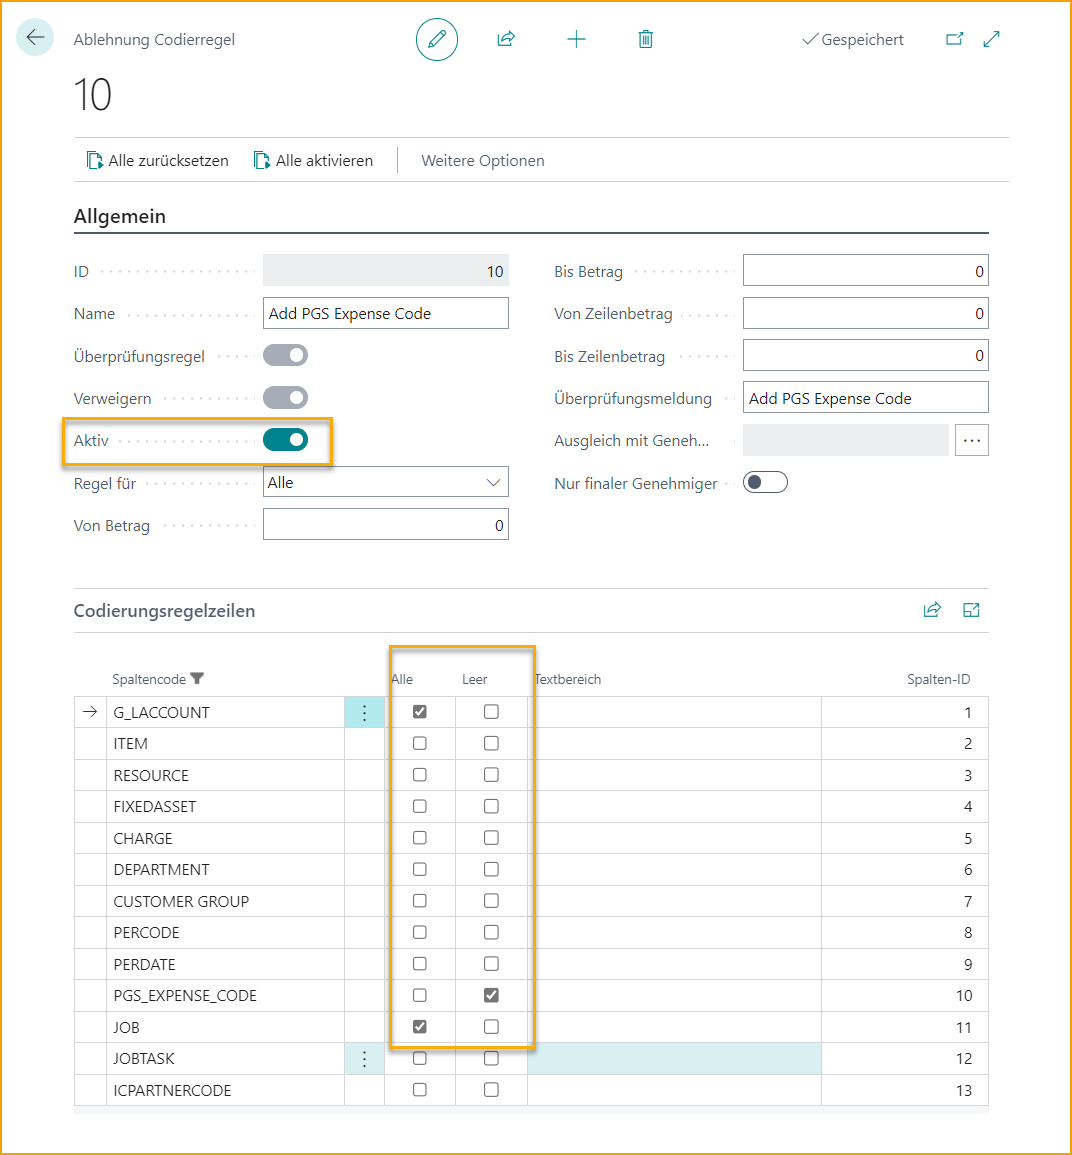 Ablehnung Codierregel
Gespeichert
10
Alle zurücksetzen Alle aktivieren Weitere Optionen
Allgemein
ID 10
Name Add PGS Expense Code
Überprüfungsregel
Verweigern
Aktiv
Regel für Alle
Von Betrag 0
Bis Betrag 0
Von Zeilenbetrag 0
Bis Zeilenbetrag 0
Überprüfungsmeldung Add PGS Expense Code
Ausgleich mit Geneh...
Nur finaler Genehmiger
Codierungsregelzeilen
Spaltencode Alle Leer Textbereich Spalten-ID
G_LACCOUNT 1
ITEM 2
RESOURCE 3
FIXEDASSET 4
CHARGE 5
DEPARTMENT 6
CUSTOMER GROUP 7
PERCODE 8
PERDATE 9
PGS_EXPENSE_CODE 10
JOB 11
JOBTASK 12
ICPARTNERCODE 13